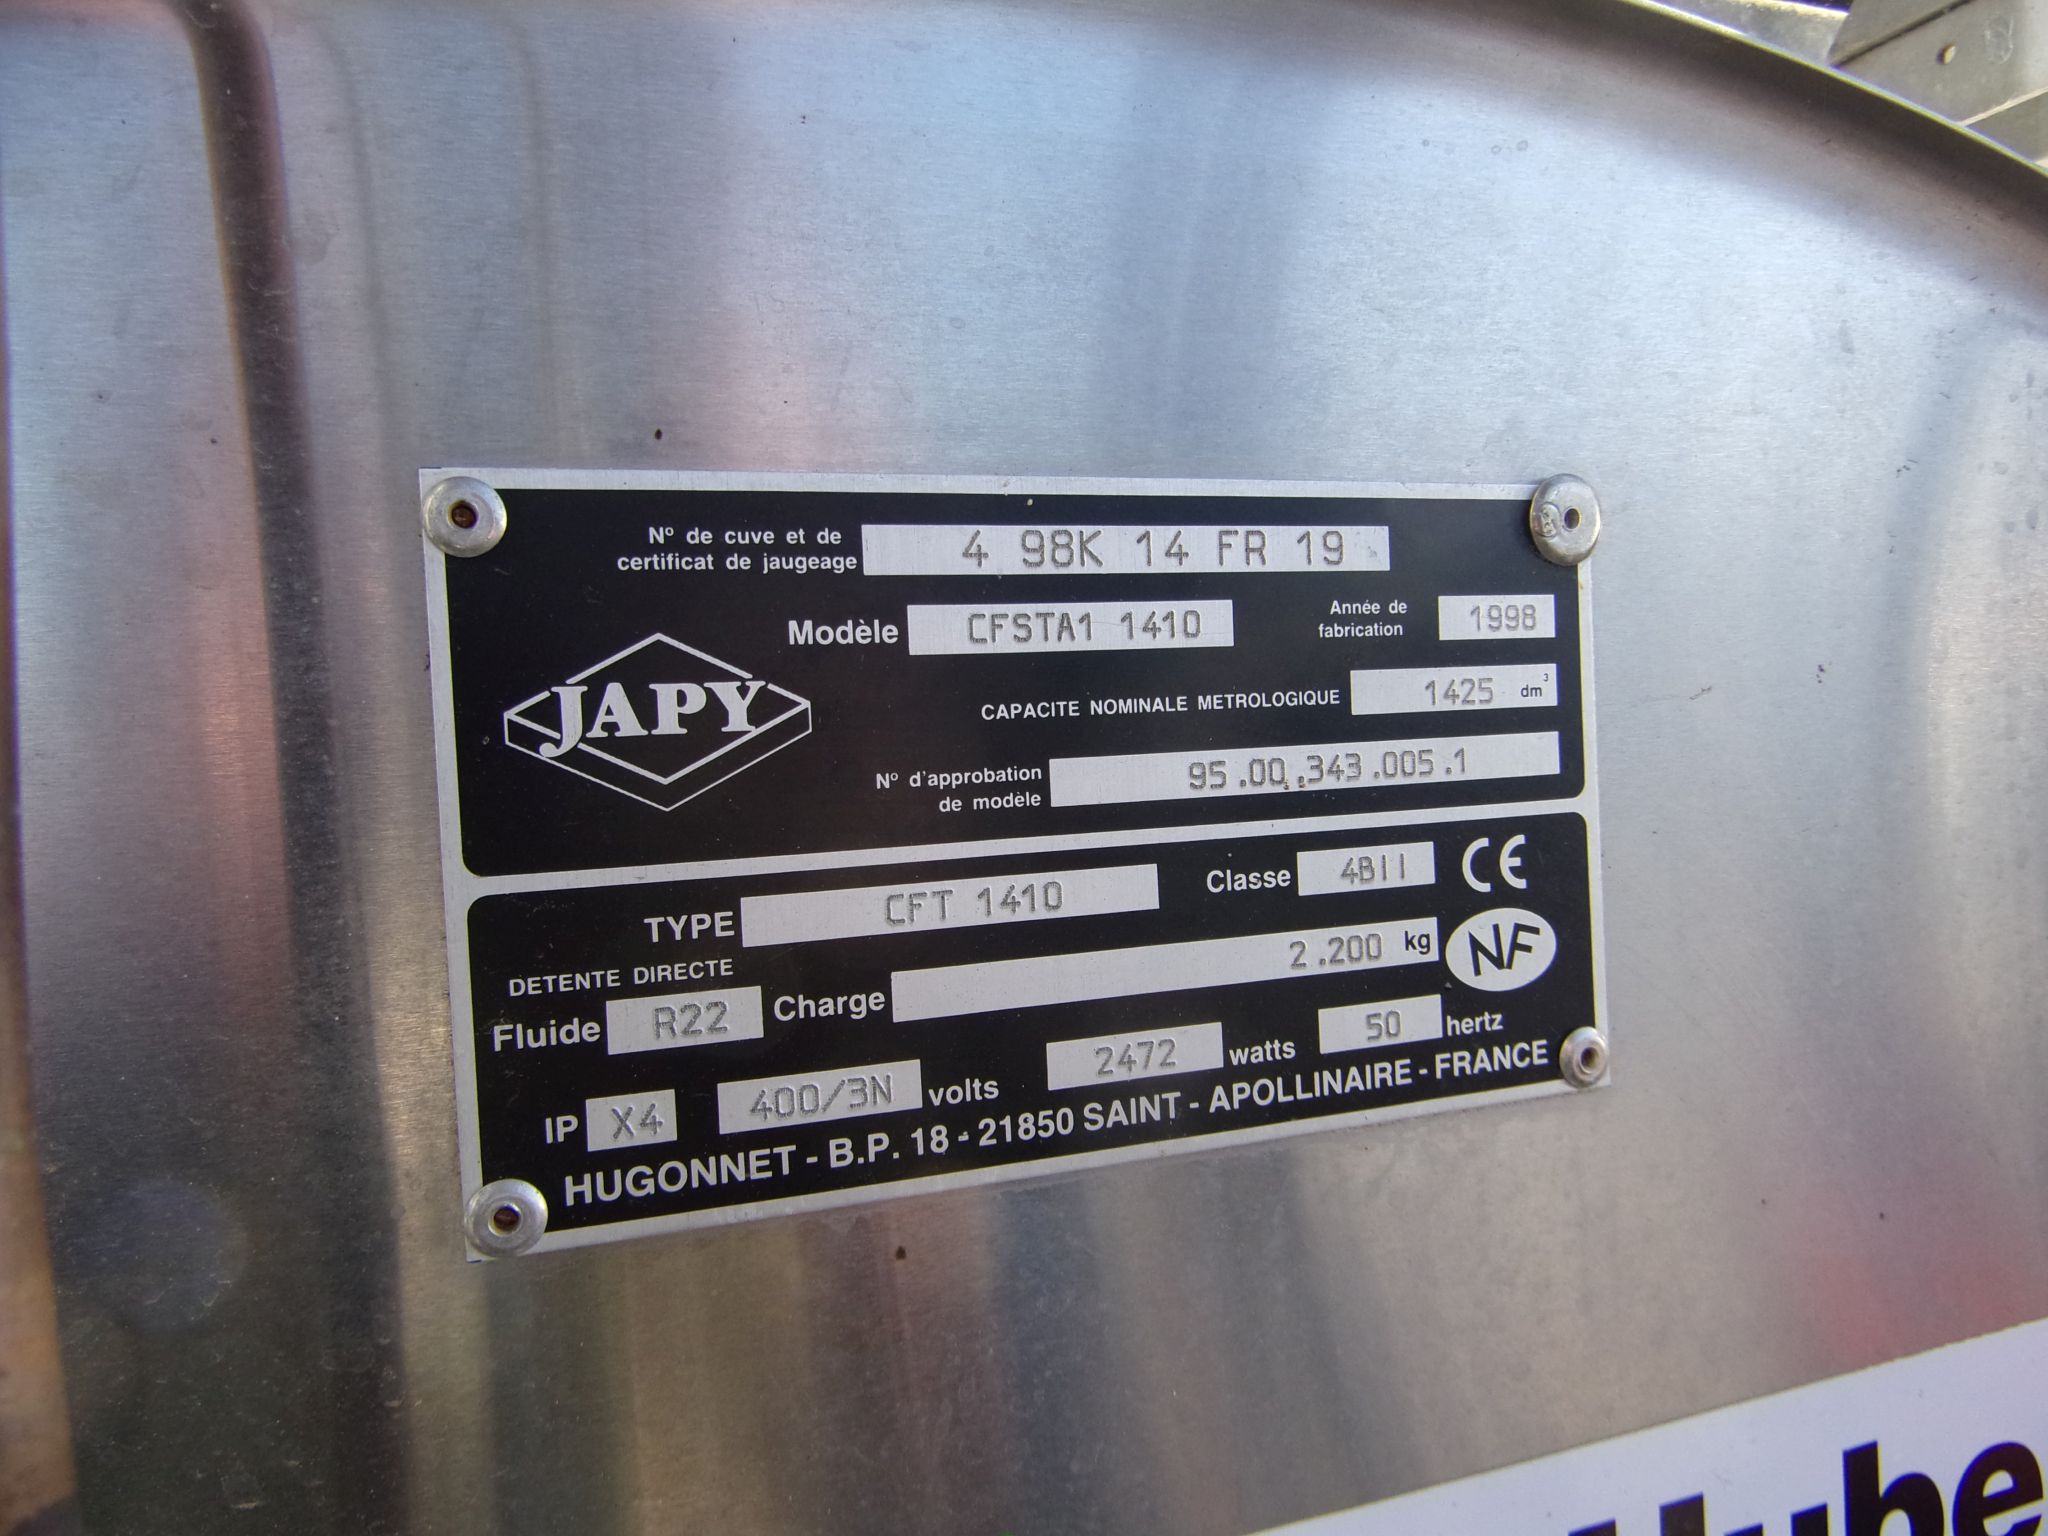 N° de cuve et de
certificat de jaugeage 4 98K 14 FR 19
Modèle CFSTA1 1410
Année de
fabrication 1998
JAPY
CAPACITE NOMINALE METROLOGIQUE 1425 dm³
N° d'approbation
de modèle 95.00.343.005.1
TYPE CFT 1410 Classe 4BII CE
DETENTE DIRECTE
Fluide R22 Charge 2.200 kg NF
IP X4 400/3N volts 2472 watts 50 hertz
HUGONNET - B.P. 18 - 21850 SAINT - APOLLINAIRE - FRANCE